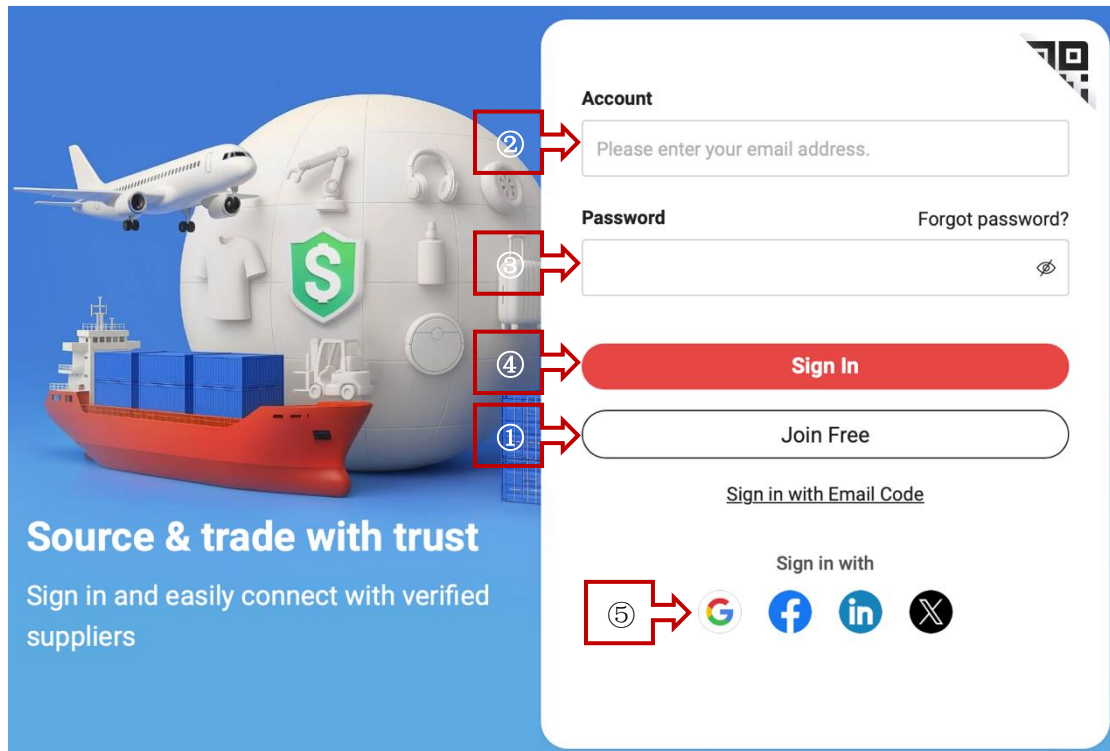 Account
② Please enter your email address.
Password Forgot password?
③
④ Sign In
① Join Free
Sign in with Email Code
Source & trade with trust
Sign in and easily connect with verified
suppliers
Sign in with
⑤ G f in X
$